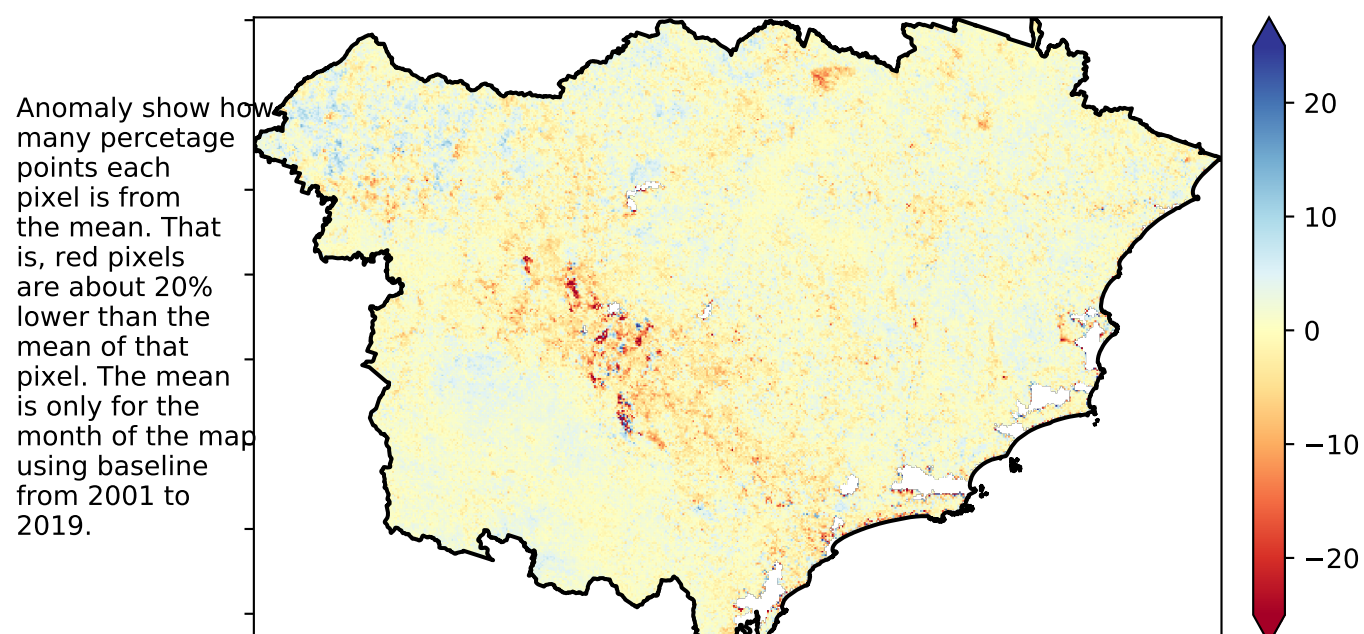 Anomaly show how
many percetage
points each
pixel is from
the mean. That
is, red pixels
are about 20%
lower than the
mean of that
pixel. The mean
is only for the
month of the map
using baseline
from 2001 to
2019.
20
10
0
−10
−20